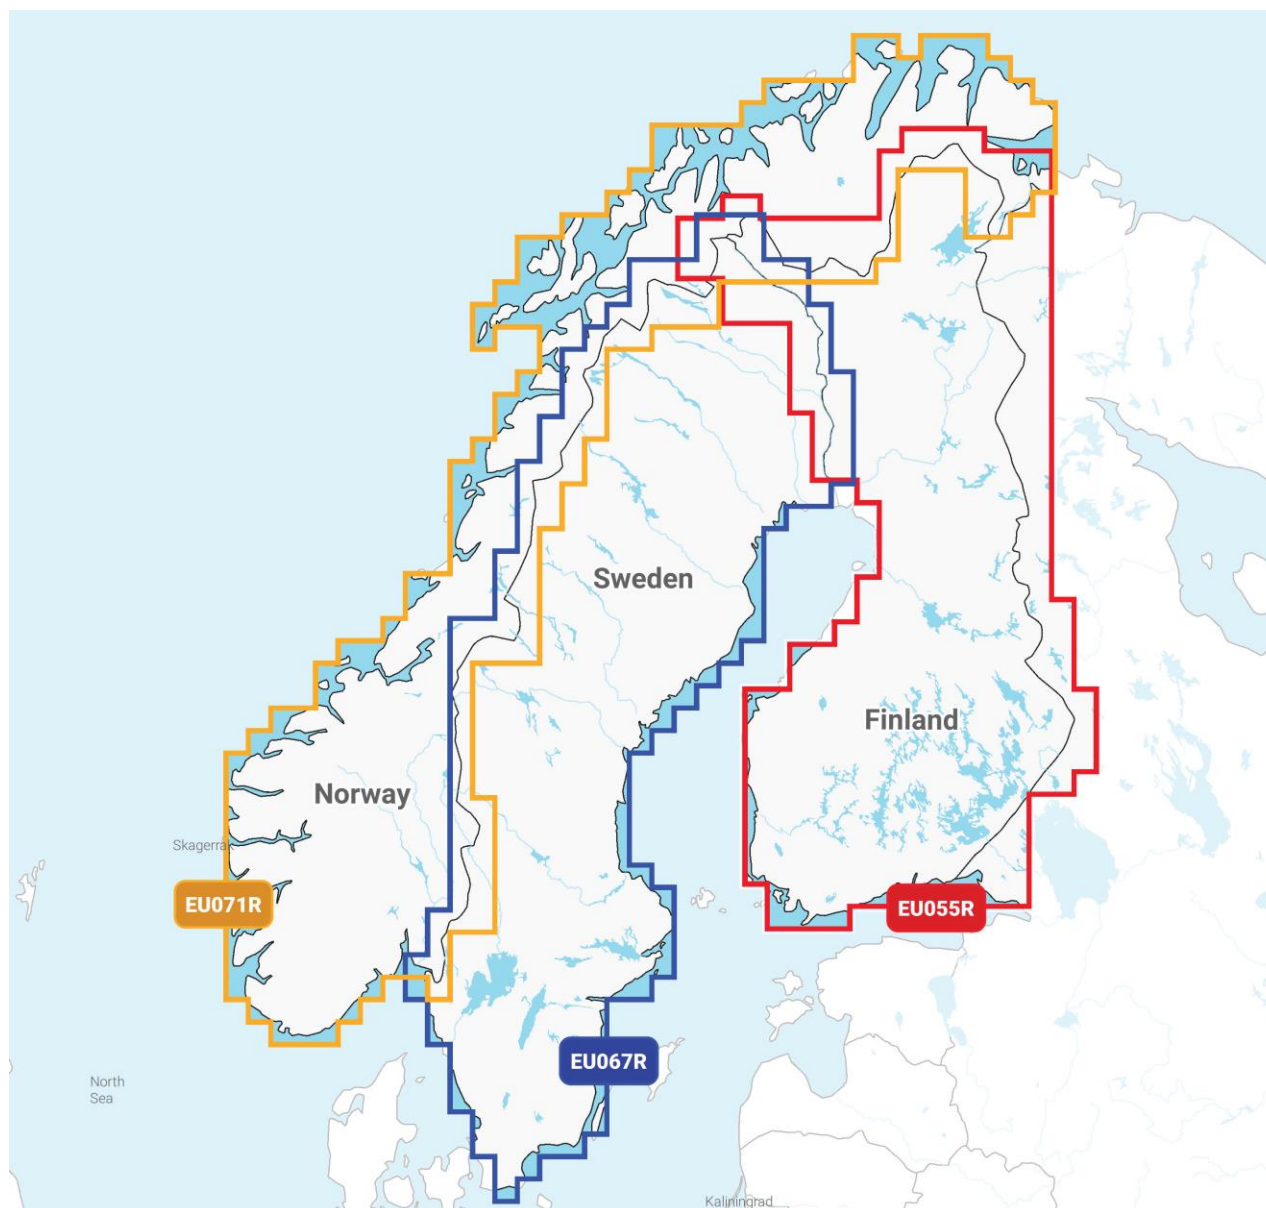 Sweden
Finland
Norway
Skagerrak
EU071R
EU055R
EU067R
North
Sea
Kaliningrad